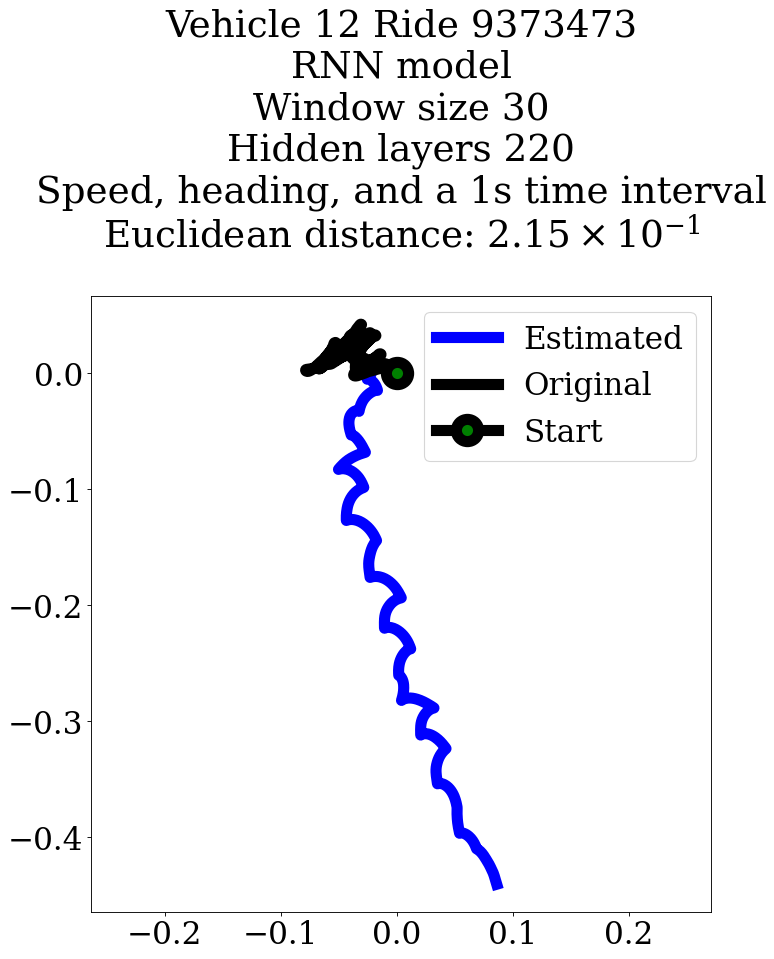 Vehicle 12 Ride 9373473
RNN model
Window size 30
Hidden layers 220
Speed, heading, and a 1s time interval
Euclidean distance: 2.15 × 10⁻¹
Estimated
Original
Start
0.0
−0.1
−0.2
−0.3
−0.4
−0.2 −0.1 0.0 0.1 0.2